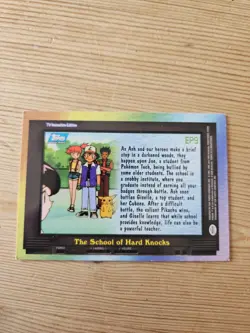 Topps
EP9
As Ash and our heroes make a brief
stop in a darkened woods, they
happen upon Joe, a student from
Pokémon Tech, being bullied by
some older students. The school is
a snobby institute, where you
graduate instead of earning all your
badges through battle. Ash soon
battles Giselle, a top student, and
her Cubone. After a difficult
battle, the valiant Pikachu wins,
and Giselle learns that while school
provides knowledge, life can also be
a powerful teacher.
The School of Hard Knocks